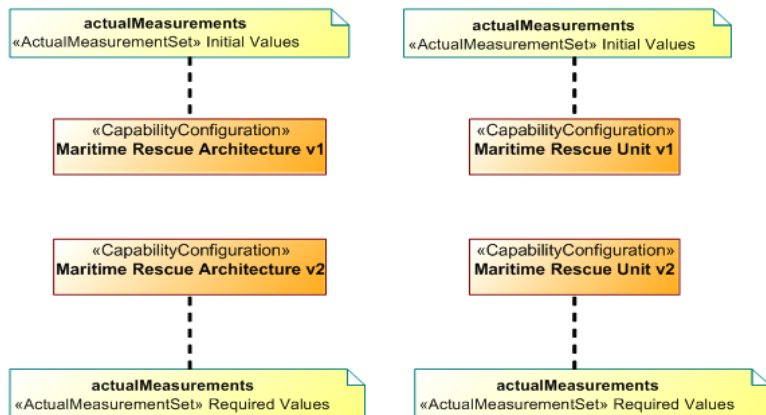 actualMeasurements
«ActualMeasurementSet» Initial Values
actualMeasurements
«ActualMeasurementSet» Initial Values
«CapabilityConfiguration»
Maritime Rescue Architecture v1
«CapabilityConfiguration»
Maritime Rescue Unit v1
«CapabilityConfiguration»
Maritime Rescue Architecture v2
«CapabilityConfiguration»
Maritime Rescue Unit v2
actualMeasurements
«ActualMeasurementSet» Required Values
actualMeasurements
«ActualMeasurementSet» Required Values